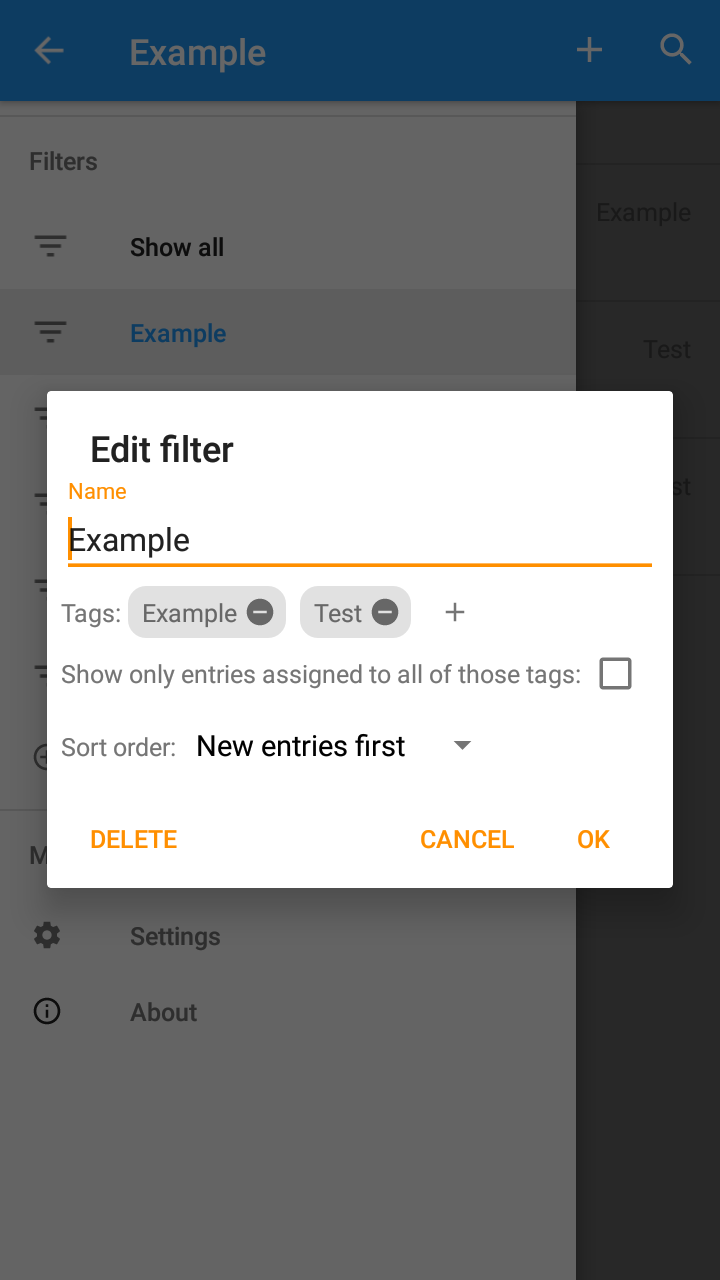 Example
Filters
Show all
Example
Example
Test
Edit filter
Name
Example
Tags: Example Test
Show only entries assigned to all of those tags:
Sort order: New entries first
DELETE CANCEL OK
Settings
About